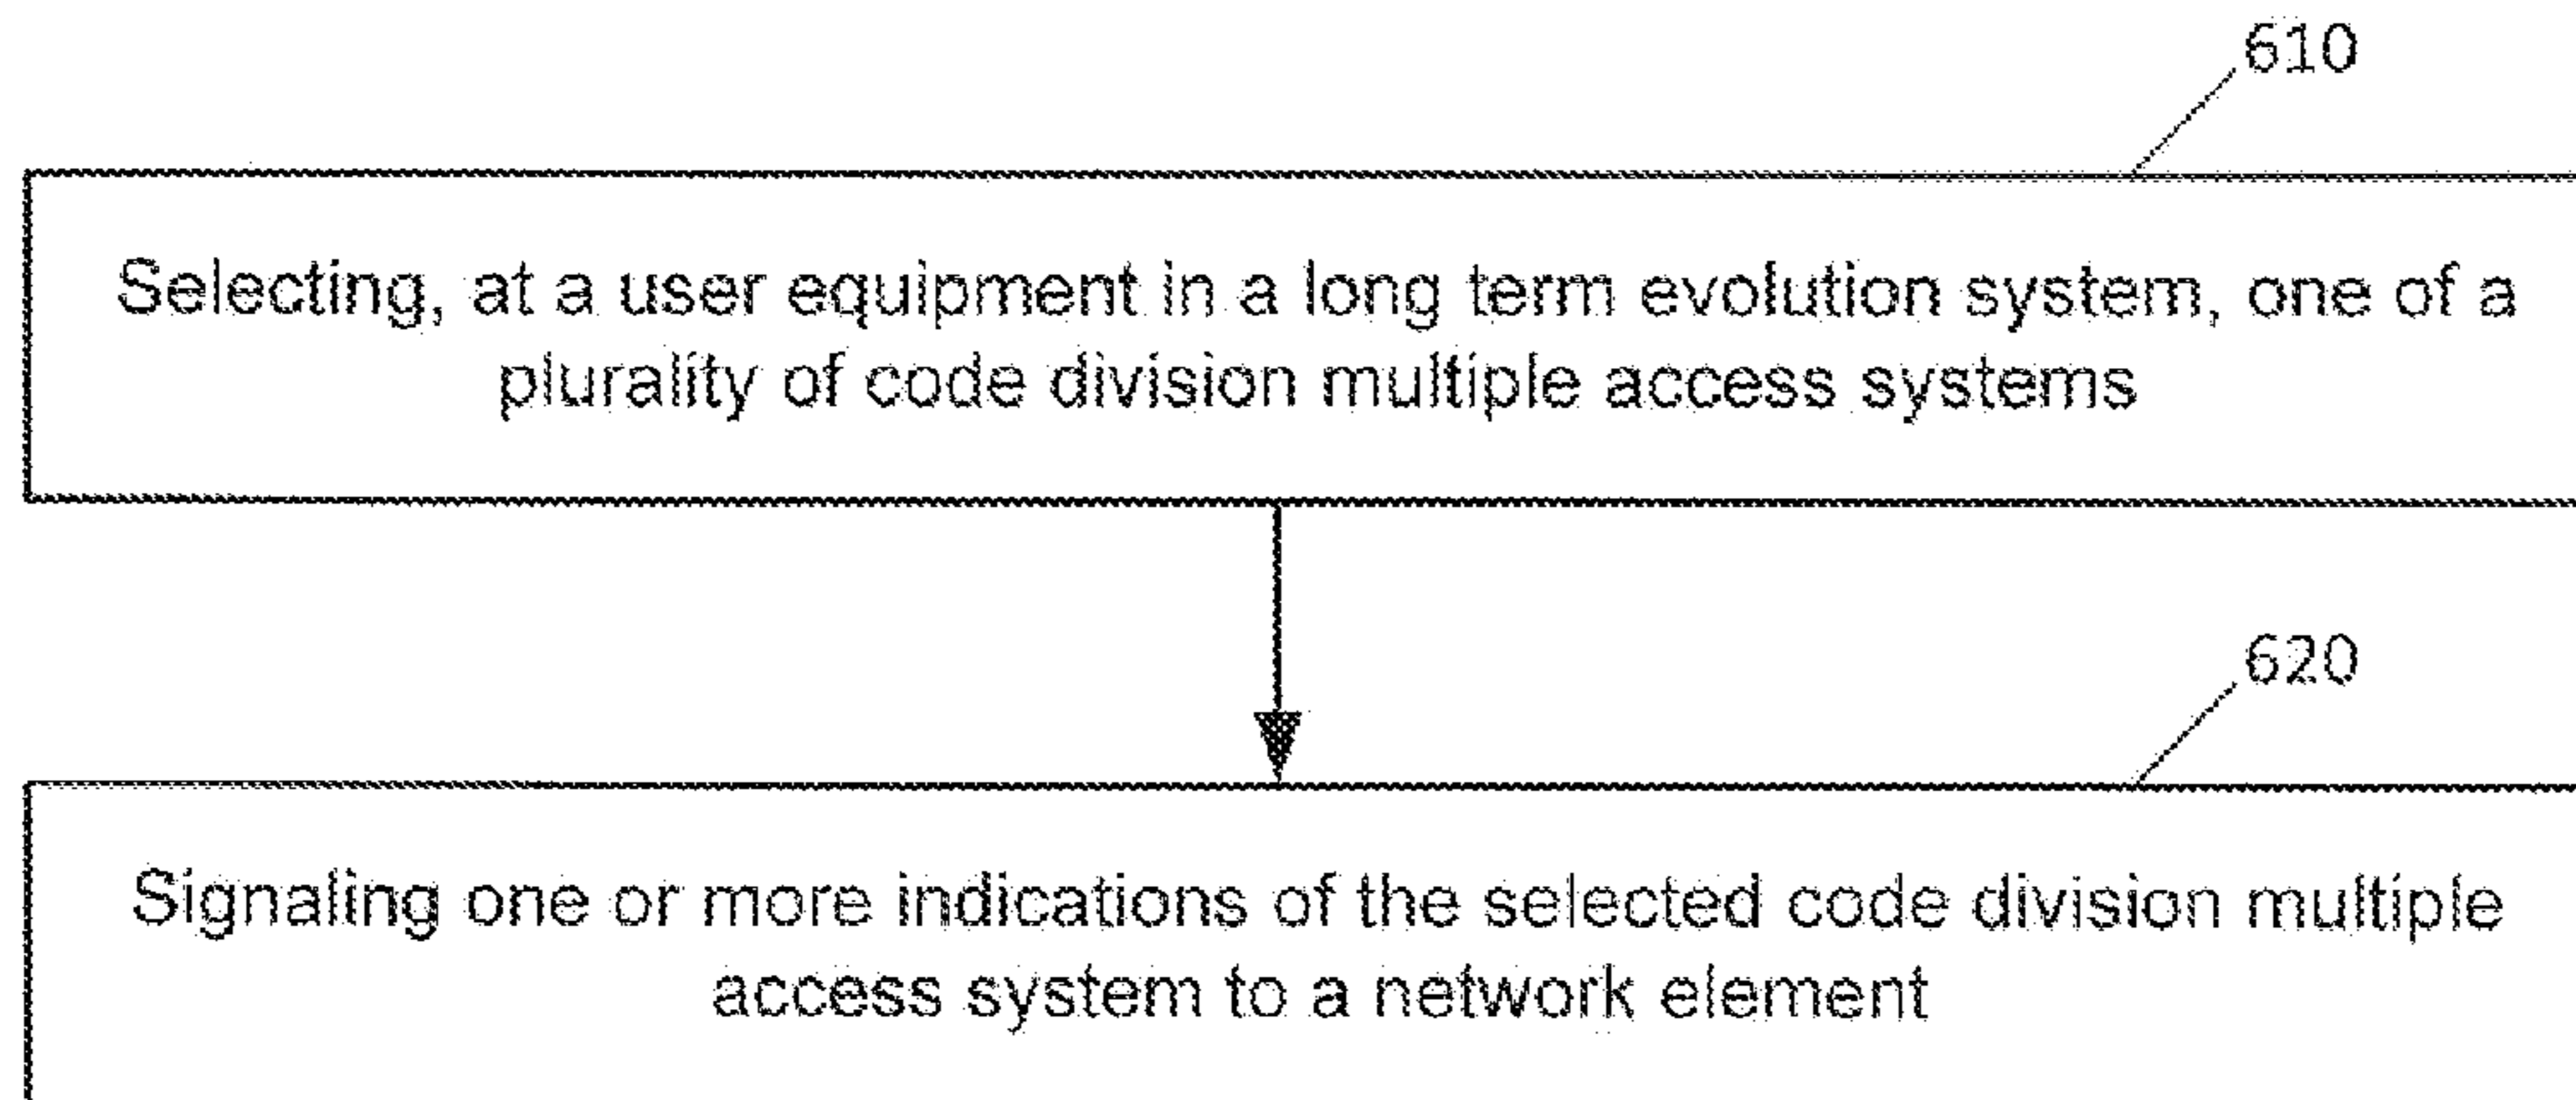 610
Selecting, at a user equipment in a long term evolution system, one of a
plurality of code division multiple access systems
620
Signaling one or more indications of the selected code division multiple
access system to a network element